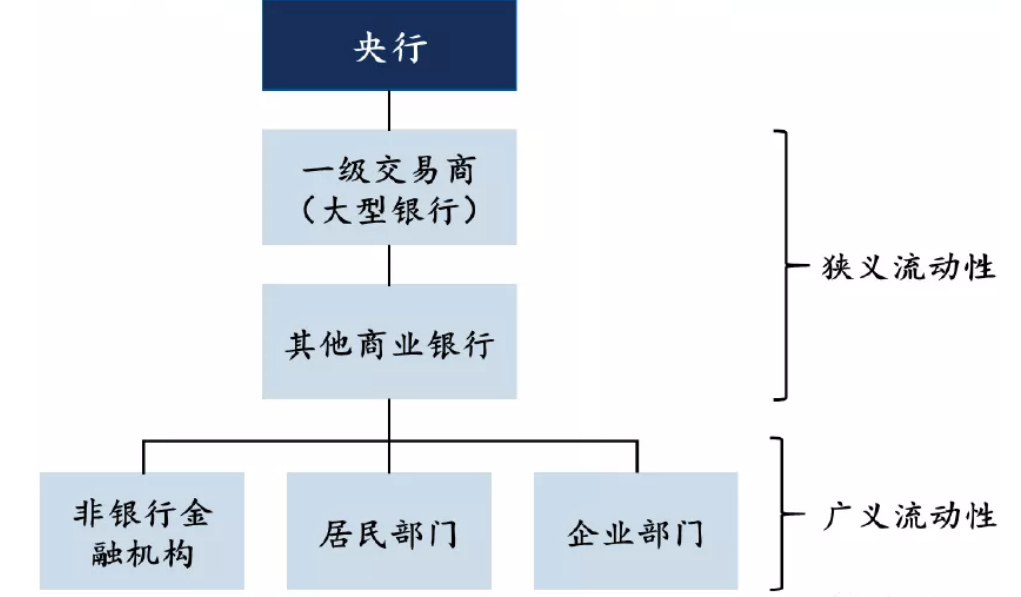 央行
一级交易商
（大型银行）
狭义流动性
其他商业银行
非银行金
融机构
居民部门
企业部门
广义流动性